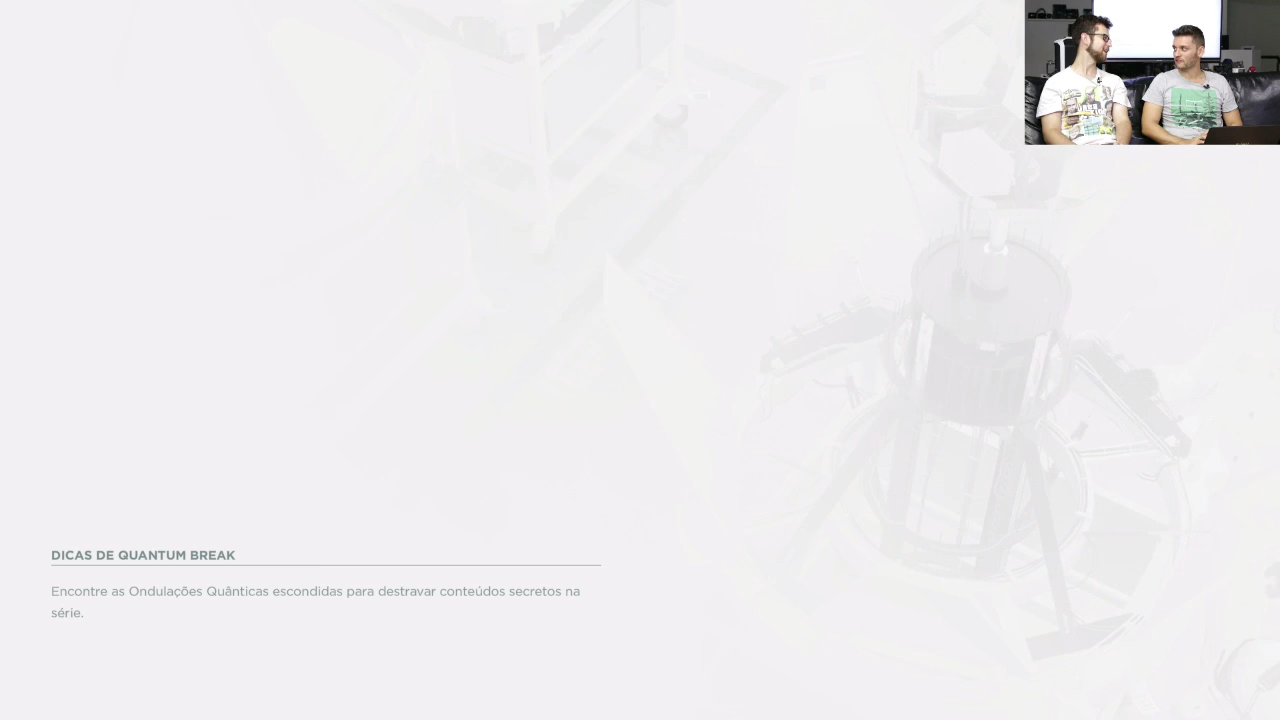 DICAS DE QUANTUM BREAK
Encontre as Ondulações Quânticas escondidas para destravar conteúdos secretos na
série.